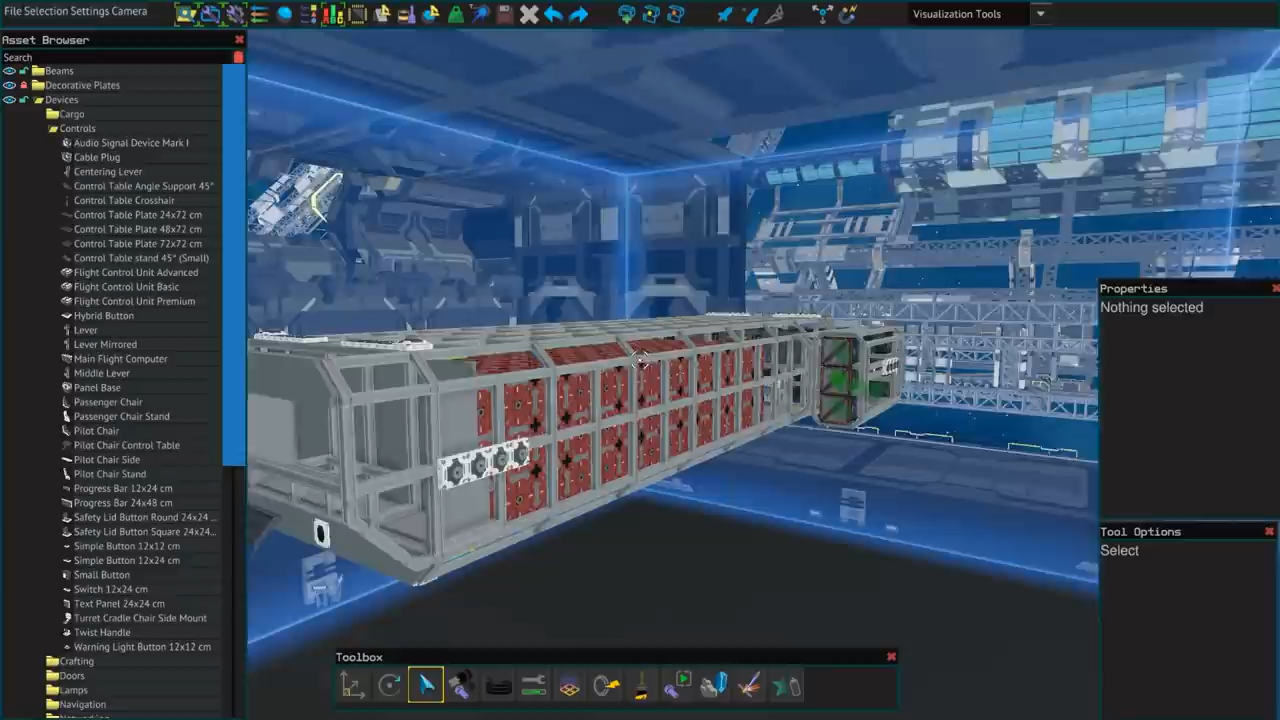 File Selection Settings Camera
Visualization Tools
Asset Browser
Search
Beams
Decorative Plates
Devices
Cargo
Controls
Audio Signal Device Mark I
Cable Plug
Centering Lever
Control Table Angle Support 45°
Control Table Crosshair
Control Table Plate 24x72 cm
Control Table Plate 48x72 cm
Control Table Plate 72x72 cm
Control Table stand 45° (Small)
Flight Control Unit Advanced
Flight Control Unit Basic
Flight Control Unit Premium
Hybrid Button
Lever
Lever Mirrored
Main Flight Computer
Middle Lever
Panel Base
Passenger Chair
Passenger Chair Stand
Pilot Chair
Pilot Chair Control Table
Pilot Chair Side
Pilot Chair Stand
Progress Bar 12x24 cm
Progress Bar 24x48 cm
Safety Lid Button Round 24x24 ...
Safety Lid Button Square 24x24...
Simple Button 12x12 cm
Simple Button 12x24 cm
Small Button
Switch 12x24 cm
Text Panel 24x24 cm
Turret Cradle Chair Side Mount
Twist Handle
Warning Light Button 12x12 cm
Crafting
Doors
Lamps
Navigation
Properties
Nothing selected
Tool Options
Select
Toolbox